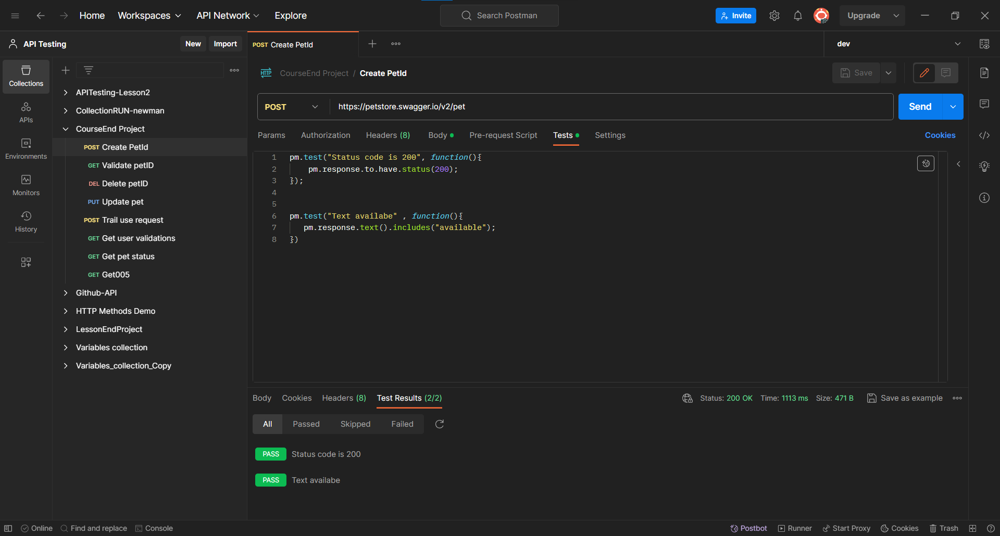 Home Workspaces API Network Explore Search Postman Invite Upgrade
API Testing New Import POST Create PetId dev
Collections
APIs
Environments
Monitors
History
APITesting-Lesson2
CollectionRUN-newman
CourseEnd Project
POST Create PetId
GET Validate petID
DEL Delete petID
PUT Update pet
POST Trail use request
GET Get user validations
GET Get pet status
GET Get005
Github-API
HTTP Methods Demo
LessonEndProject
Variables collection
Variables_collection_Copy
HTTP CourseEnd Project / Create PetId Save
POST https://petstore.swagger.io/v2/pet Send
Params Authorization Headers (8) Body Pre-request Script Tests Settings Cookies
1 pm.test("Status code is 200", function(){
2 pm.response.to.have.status(200);
3 });
4
5
6 pm.test("Text availabe" , function(){
7 pm.response.text().includes("available");
8 })
Body Cookies Headers (8) Test Results (2/2) Status: 200 OK Time: 1113 ms Size: 471 B Save as example
All Passed Skipped Failed
PASS Status code is 200
PASS Text availabe
Online Find and replace Console Postbot Runner Start Proxy Cookies Trash